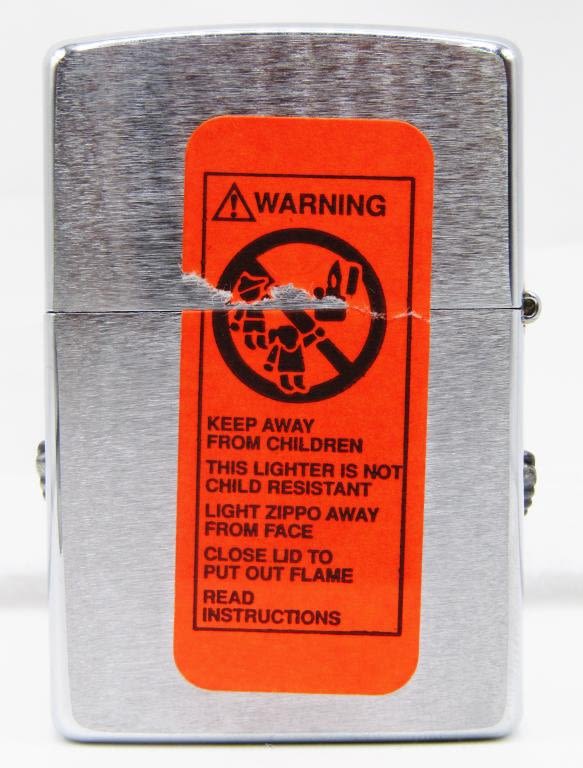 WARNING
KEEP AWAY
FROM CHILDREN
THIS LIGHTER IS NOT
CHILD RESISTANT
LIGHT ZIPPO AWAY
FROM FACE
CLOSE LID TO
PUT OUT FLAME
READ
INSTRUCTIONS